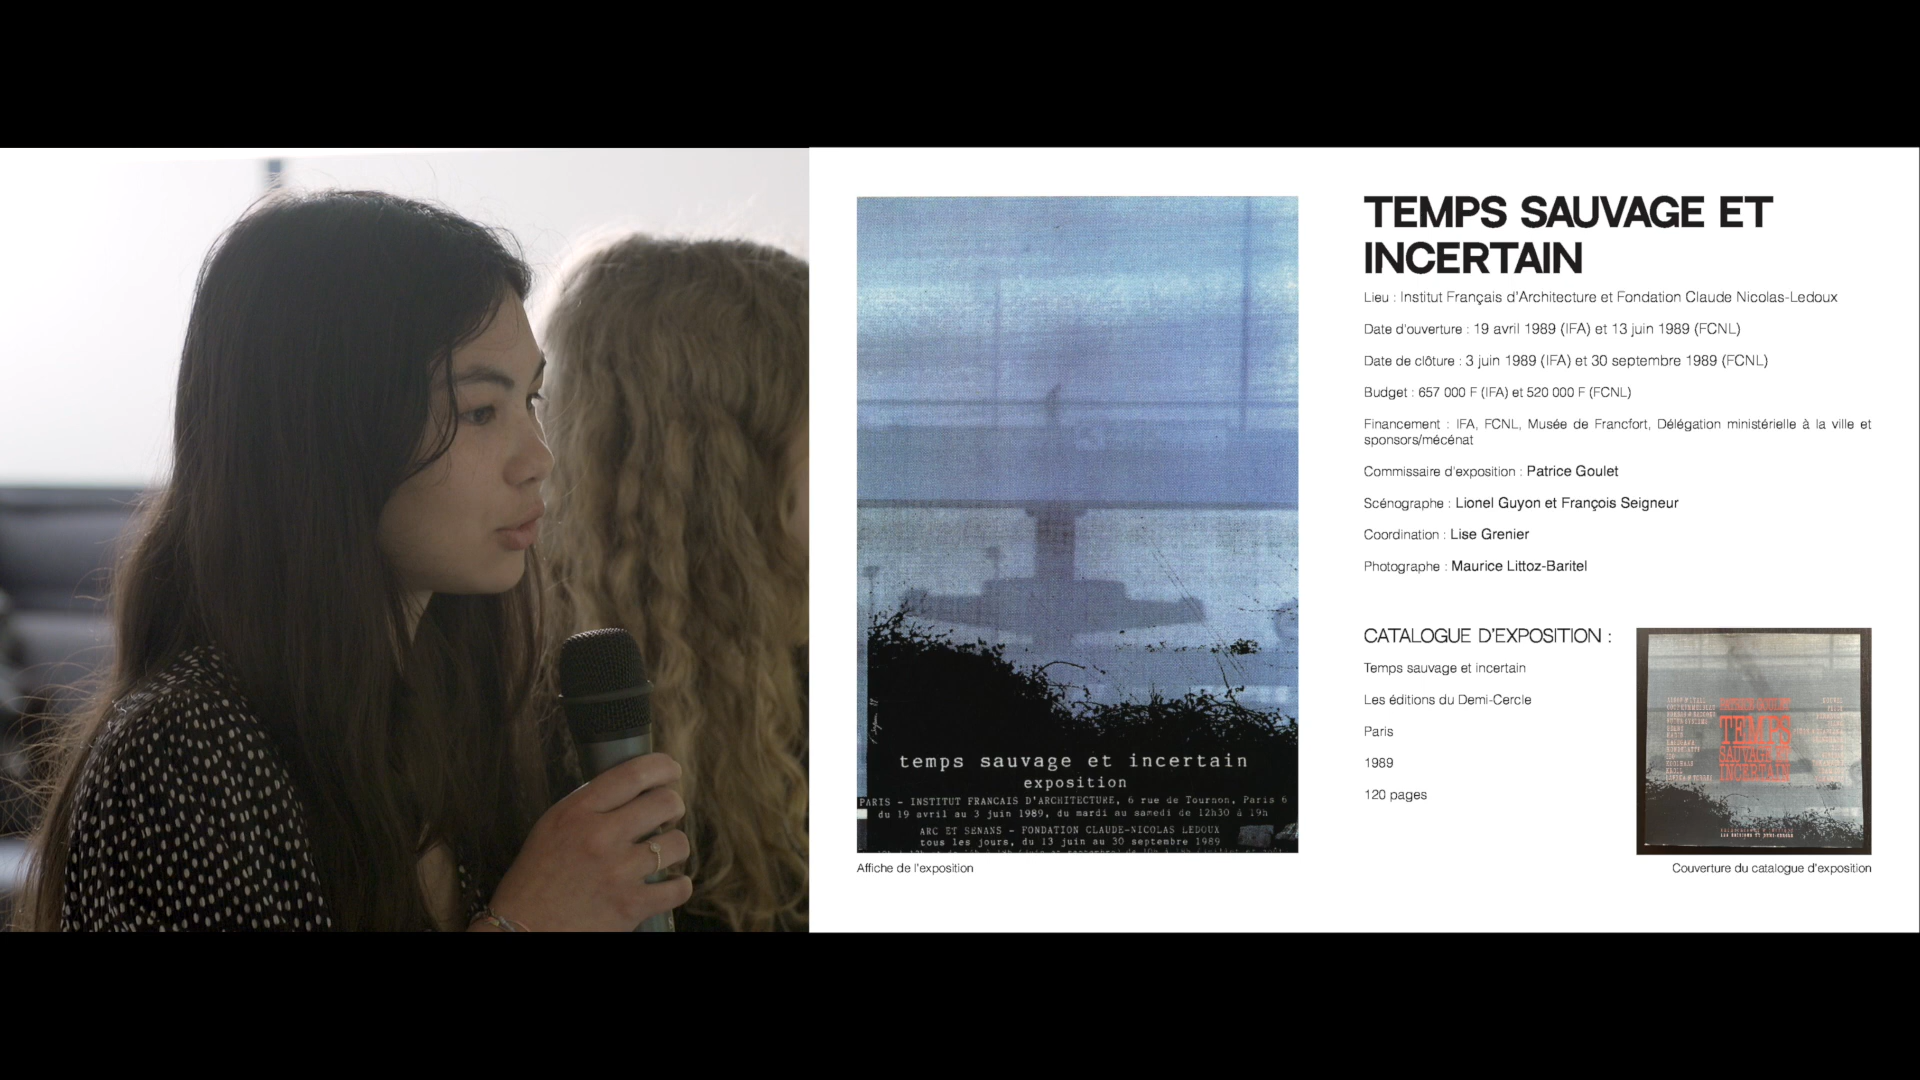 TEMPS SAUVAGE ET
INCERTAIN
Lieu : Institut Français d'Architecture et Fondation Claude Nicolas-Ledoux
Date d'ouverture : 19 avril 1989 (IFA) et 13 juin 1989 (FCNL)
Date de clôture : 3 juin 1989 (IFA) et 30 septembre 1989 (FCNL)
Budget : 657 000 F (IFA) et 520 000 F (FCNL)
Financement : IFA, FCNL, Musée de Francfort, Délégation ministérielle à la ville et
sponsors/mécénat
Commissaire d'exposition : Patrice Goulet
Scénographe : Lionel Guyon et François Seigneur
Coordination : Lise Grenier
Photographe : Maurice Littoz-Baritel
temps sauvage et incertain
exposition
PARIS - INSTITUT FRANCAIS D'ARCHITECTURE, 6 rue de Tournon, Paris 6
du 19 avril au 3 juin 1989, du mardi au samedi de 12h30 à 19h
ARC ET SENANS - FONDATION CLAUDE-NICOLAS LEDOUX
tous les jours, du 13 juin au 30 septembre 1989
Affiche de l'exposition
CATALOGUE D'EXPOSITION :
Temps sauvage et incertain
Les éditions du Demi-Cercle
Paris
1989
120 pages
PATRICE GOULET
TEMPS
SAUVAGE ET
INCERTAIN
Couverture du catalogue d'exposition